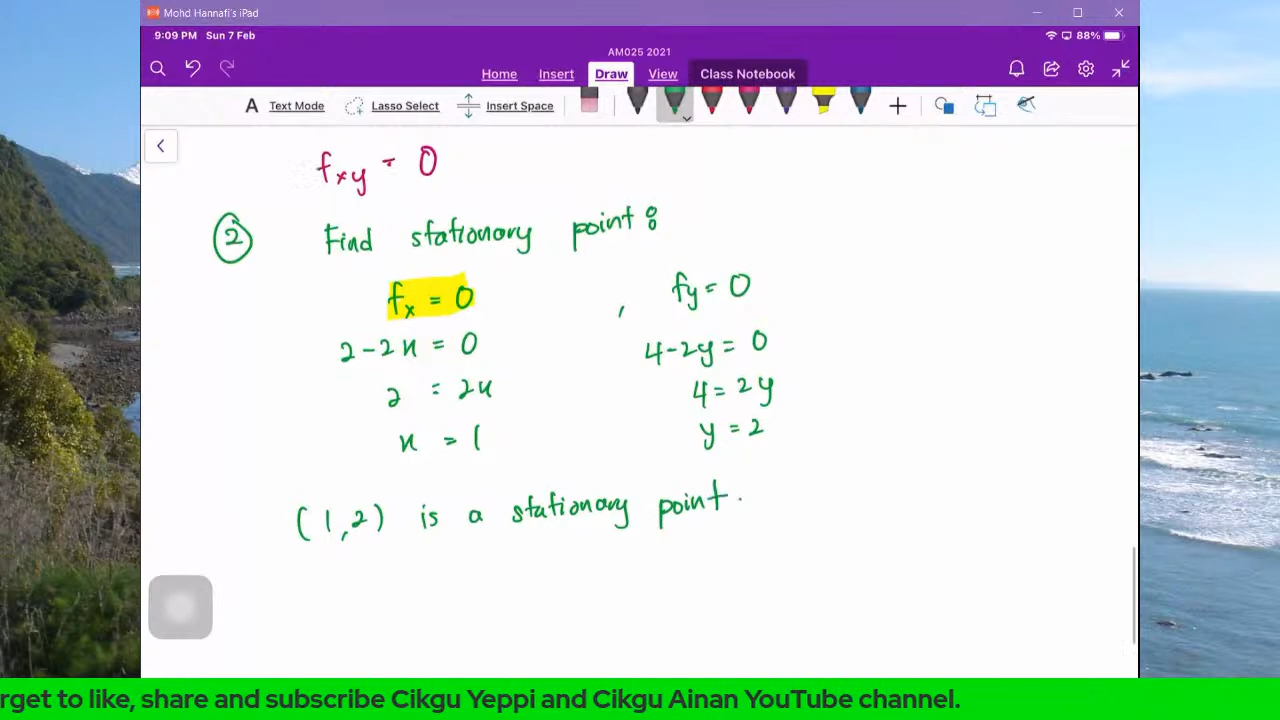 Mohd Hannafi's iPad
9:09 PM Sun 7 Feb
88%
AM025 2021
Home Insert Draw View Class Notebook
A Text Mode Lasso Select Insert Space
fxy = 0
2 Find stationary point:
fx = 0 , fy = 0
2-2x = 0 4-2y = 0
2 = 2x 4 = 2y
x = 1 y = 2
(1,2) is a stationary point.
rget to like, share and subscribe Cikgu Yeppi and Cikgu Ainan YouTube channel.